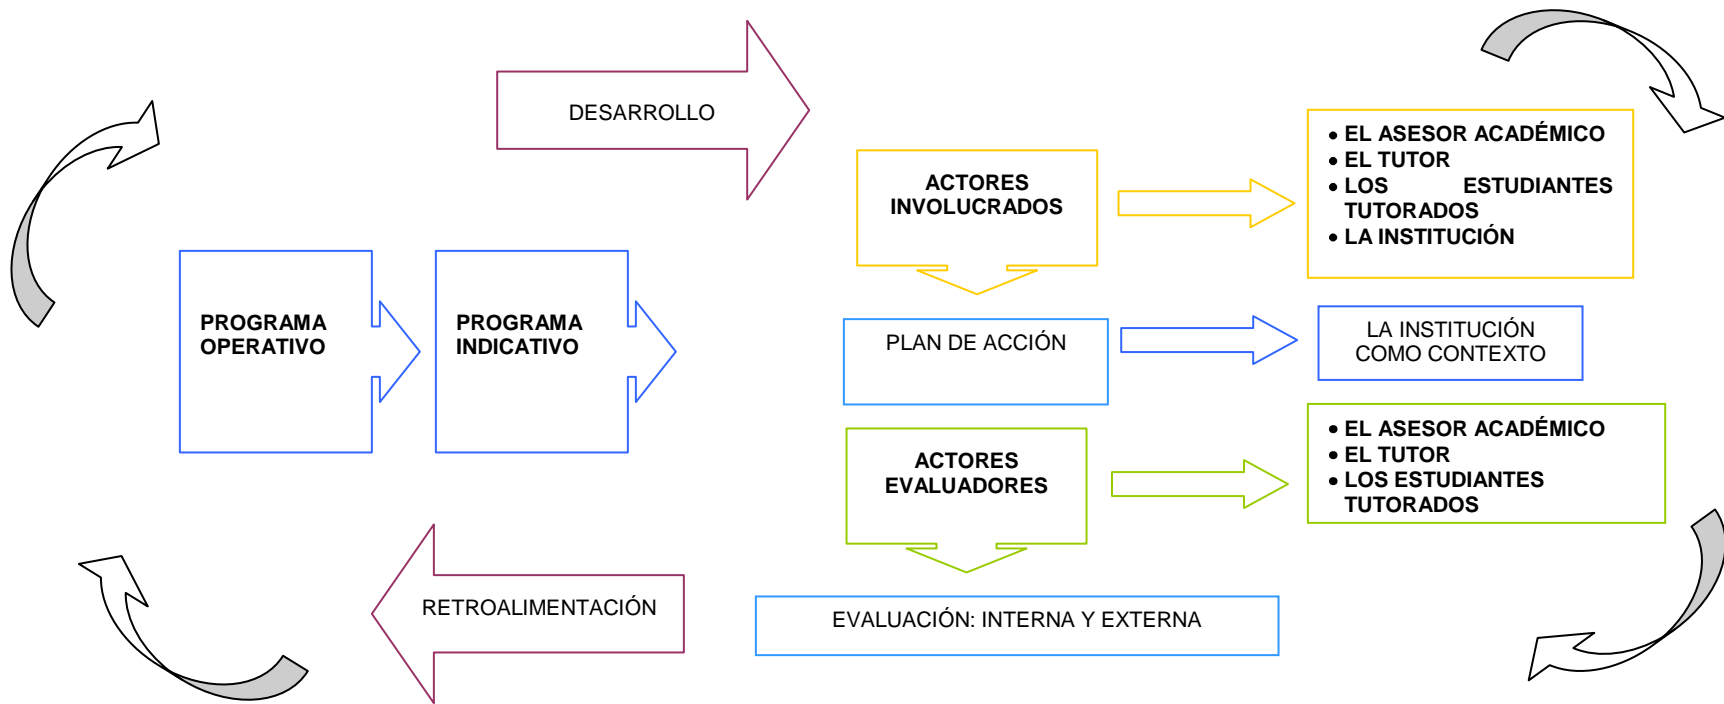 DESARROLLO
• EL ASESOR ACADÉMICO
• EL TUTOR
• LOS ESTUDIANTES
TUTORADOS
• LA INSTITUCIÓN
ACTORES
INVOLUCRADOS
PROGRAMA
OPERATIVO
PROGRAMA
INDICATIVO
PLAN DE ACCIÓN
LA INSTITUCIÓN
COMO CONTEXTO
ACTORES
EVALUADORES
• EL ASESOR ACADÉMICO
• EL TUTOR
• LOS ESTUDIANTES
TUTORADOS
RETROALIMENTACIÓN
EVALUACIÓN: INTERNA Y EXTERNA